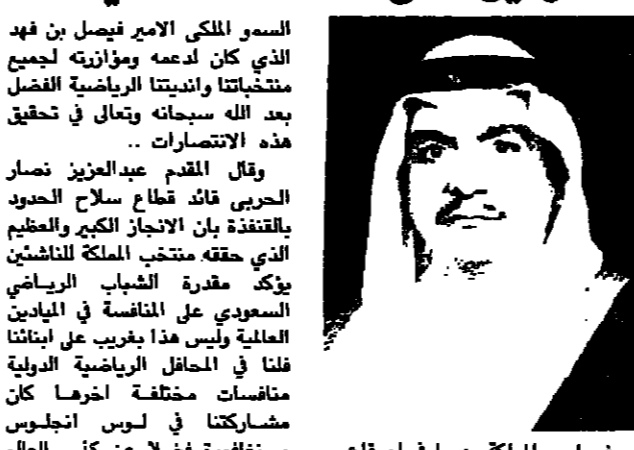 السمو الملكى الامير فيصل بن فهد
الذي كان لدعمه ومؤازرته لجميع
منتخباتنا وانديتنا الرياضية الفضل
بعد الله سبحانه وتعالى في تحقيق
هذه الانتصارات ..
وقال المقدم عبدالعزيز نصار
الحربى قائد قطاع سلاح الحدود
بالقنفذة بان الانجاز الكبير والعظيم
الذي حققه منتخب المملكة للناشئين
يؤكد مقدرة الشباب الرياضي
السعودي على المنافسة في الميادين
العالمية وليس هذا بغريب على ابنائنا
فلنا في المحافل الرياضية الدولية
منافسات مختلفة اخرها كان
مشاركتنا في لوس انجلوس